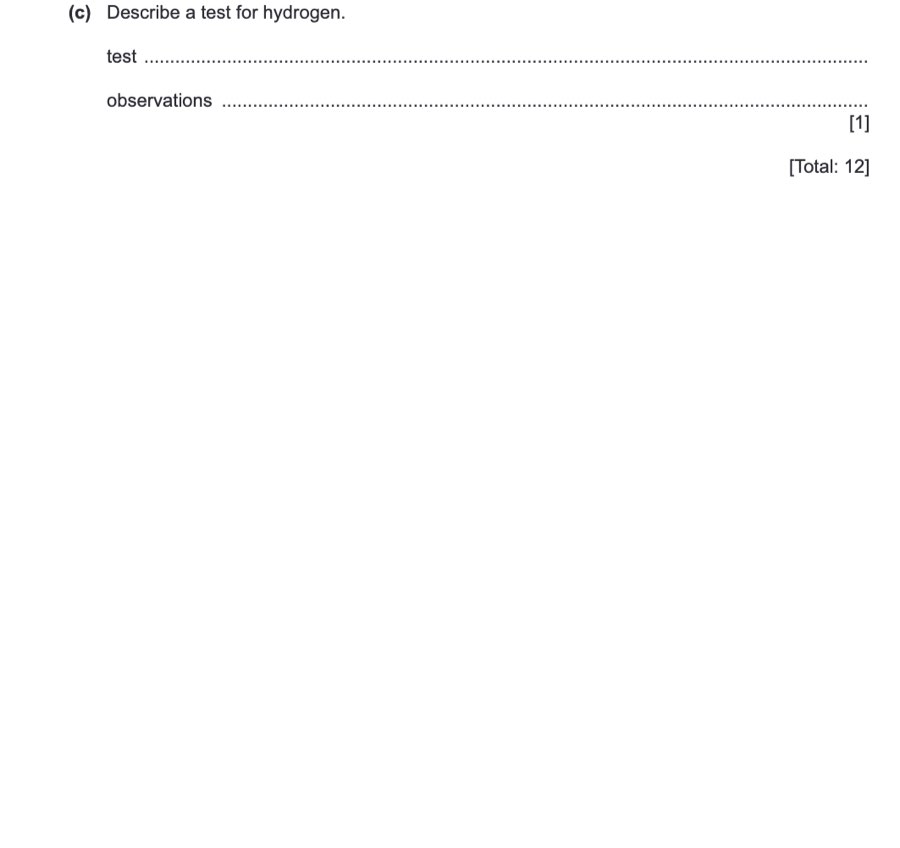 (c) Describe a test for hydrogen.
test ..........................................................................................................................................
observations ............................................................................................................................
[1]
[Total: 12]